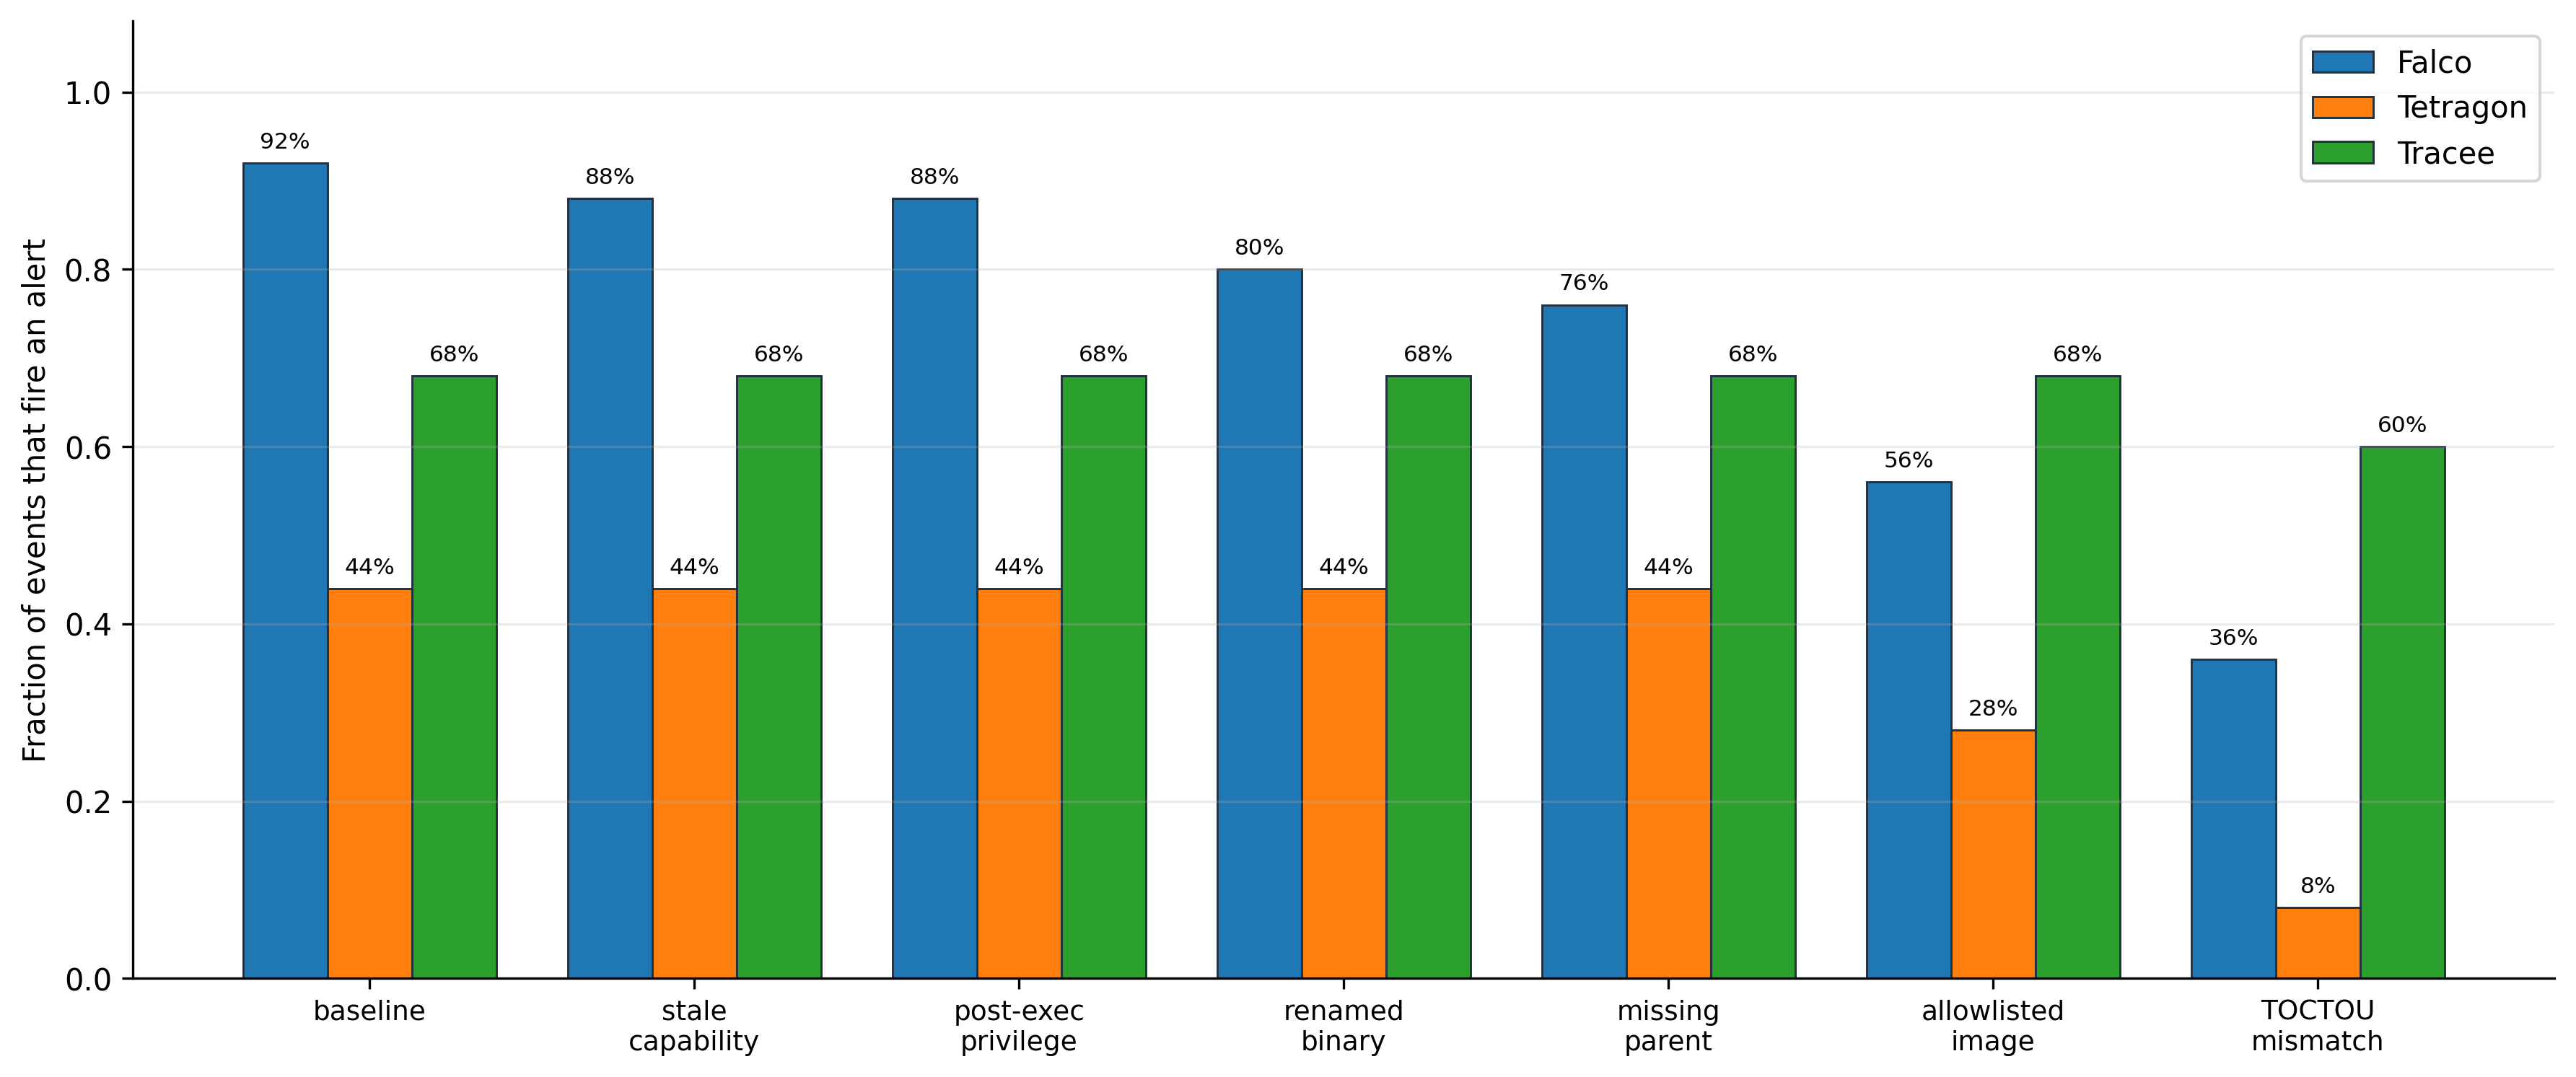 Fraction of events that fire an alert
1.0
0.8
0.6
0.4
0.2
0.0
Falco
Tetragon
Tracee
92%
44%
68%
88%
44%
68%
88%
44%
68%
80%
44%
68%
76%
44%
68%
56%
28%
68%
36%
8%
60%
baseline
stale
capability
post-exec
privilege
renamed
binary
missing
parent
allowlisted
image
TOCTOU
mismatch